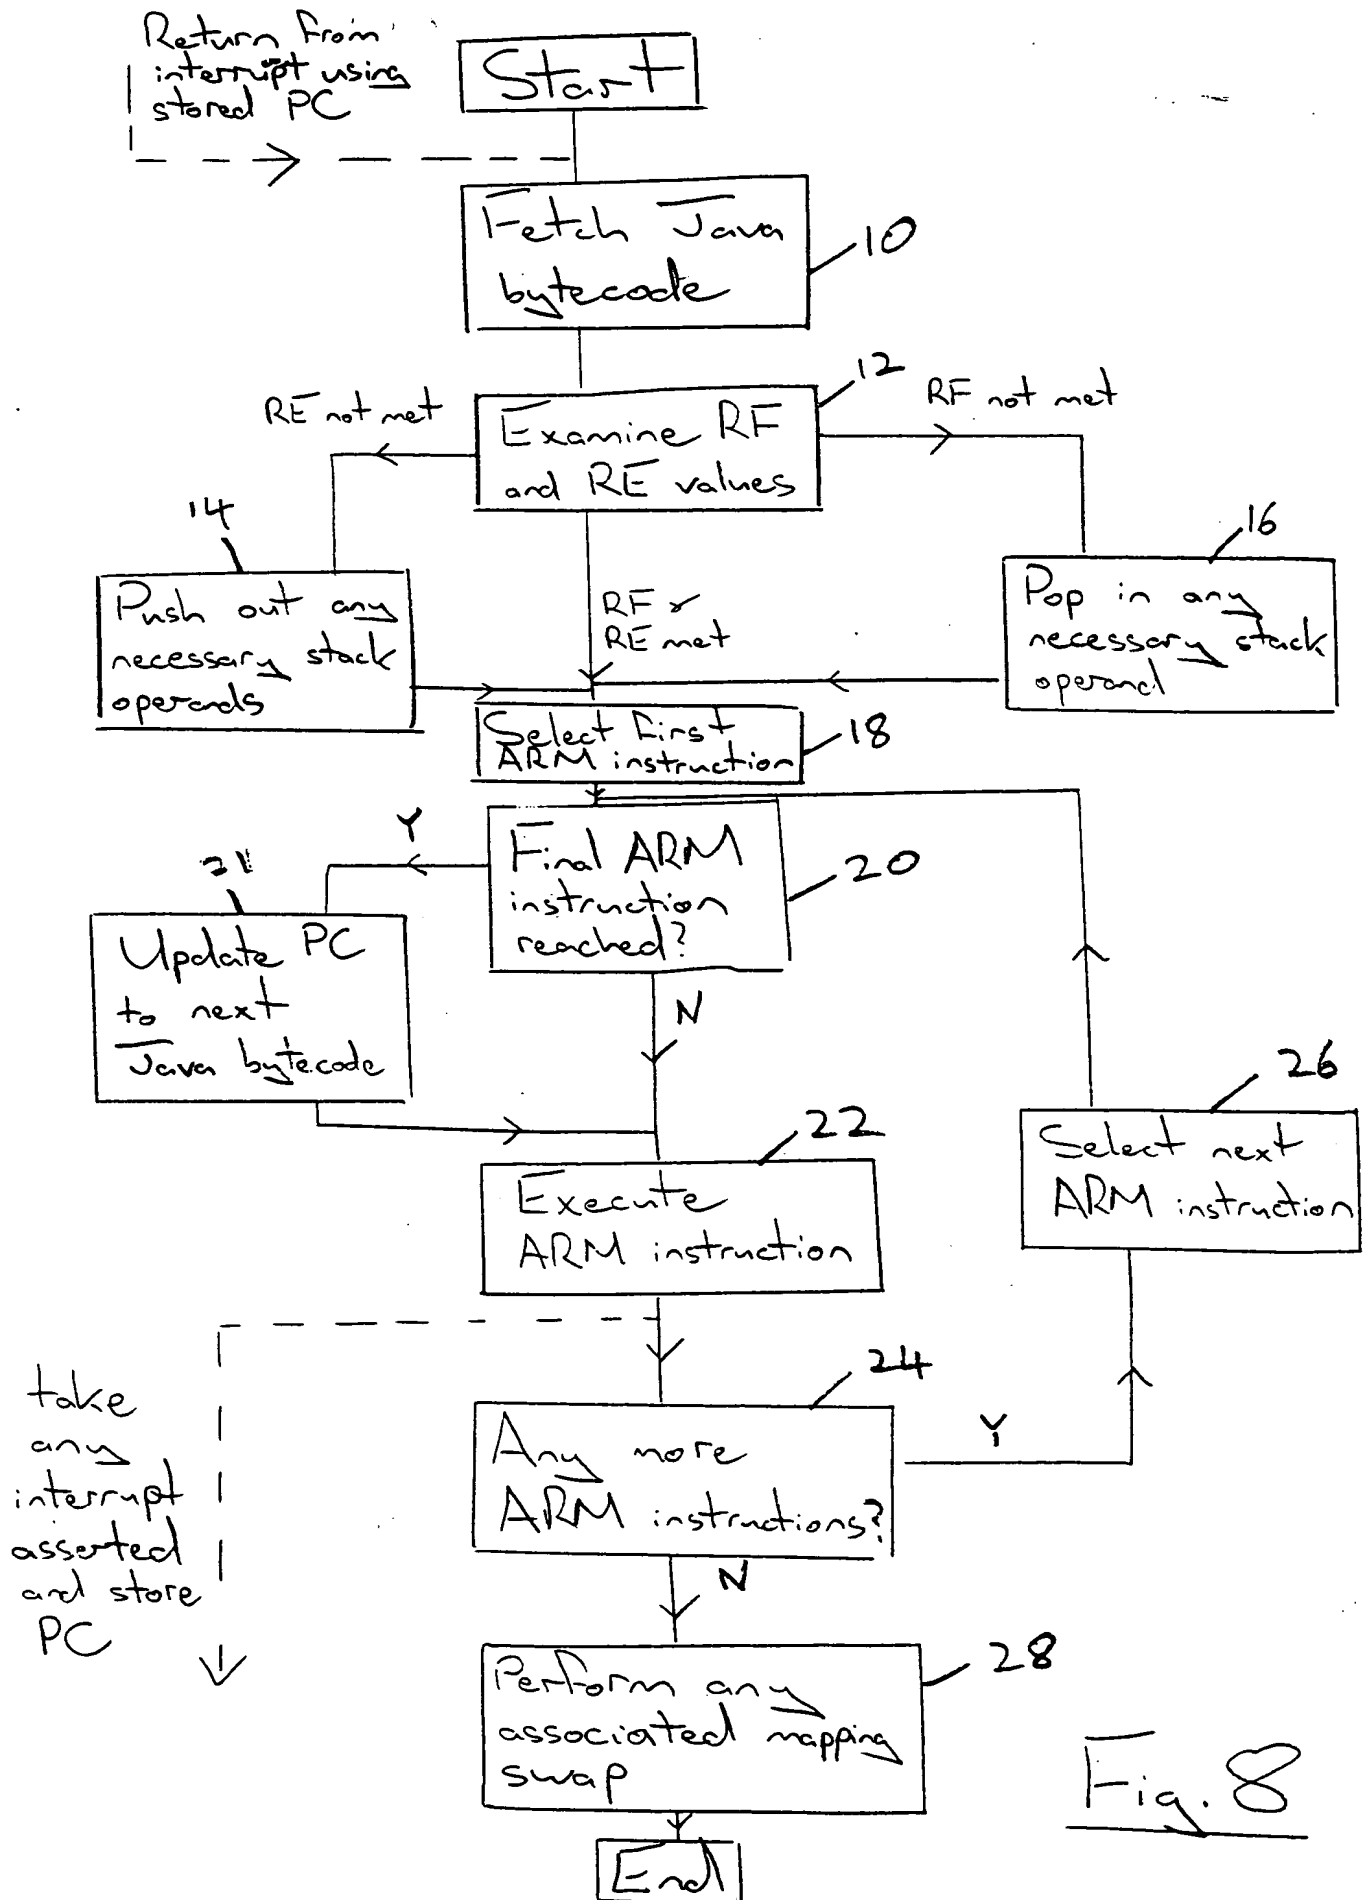 Return from
interrupt using
stored PC
Start
Fetch Java
bytecode
10
12
RE not met
RF not met
Examine RF
and RE values
14
16
Push out any
necessary stack
operands
RF &
RE met
Pop in any
necessary stack
operand
Select first
ARM instruction
18
Y
21
Final ARM
instruction
reached?
20
Update PC
to next
Java bytecode
N
26
Select next
ARM instruction
22
Execute
ARM instruction
take
any
interrupt
asserted
and store
PC
24
Any more
ARM instructions?
Y
N
28
Perform any
associated mapping
swap
End
Fig. 8